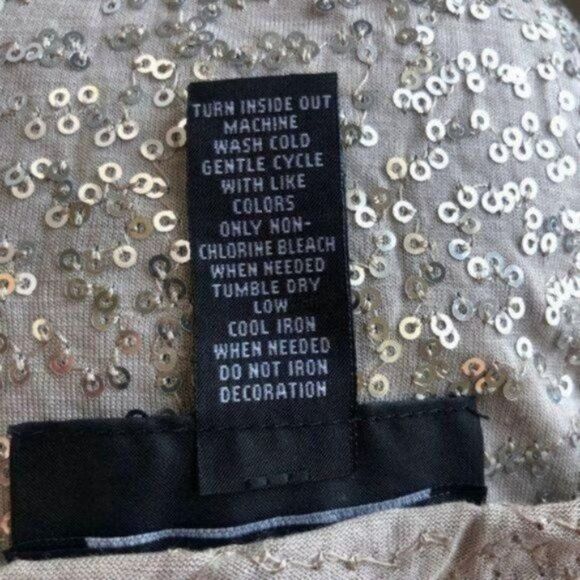 TURN INSIDE OUT
MACHINE
WASH COLD
GENTLE CYCLE
WITH LIKE
COLORS
ONLY NON-
CHLORINE BLEACH
WHEN NEEDED
TUMBLE DRY
LOW
COOL IRON
WHEN NEEDED
DO NOT IRON
DECORATION